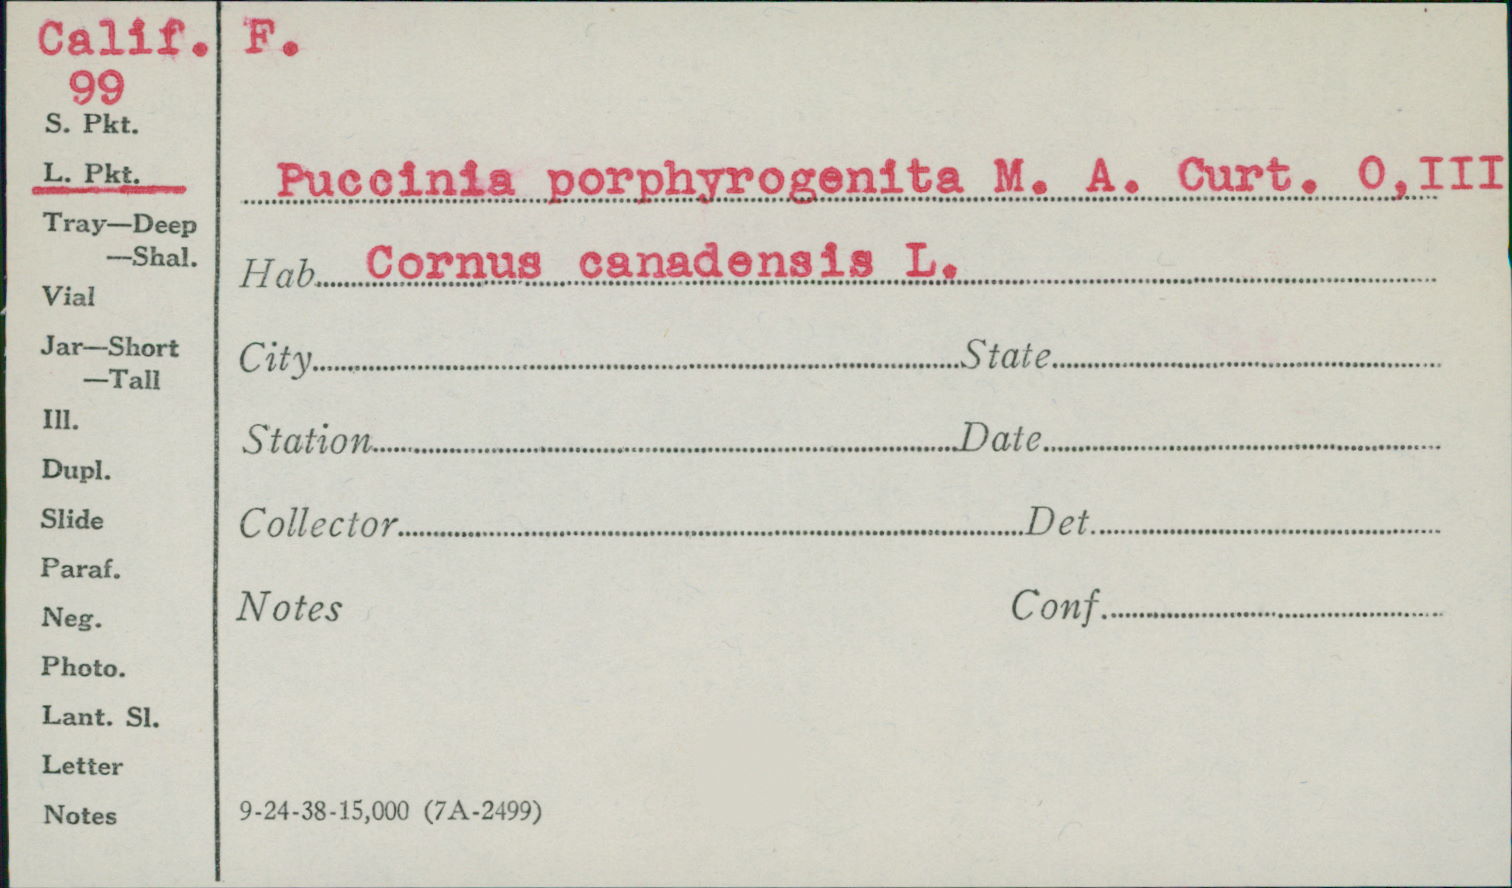 Calif. F.
99
S. Pkt.
L. Pkt.
Puccinia porphyrogenita M. A. Curt. O,III
Tray—Deep
—Shal.
Hab. Cornus canadensis L.
Vial
Jar—Short
—Tall
City State
Ill.
Station Date
Dupl.
Slide
Collector Det.
Paraf.
Neg.
Notes Conf.
Photo.
Lant. Sl.
Letter
Notes
9-24-38-15,000 (7A-2499)